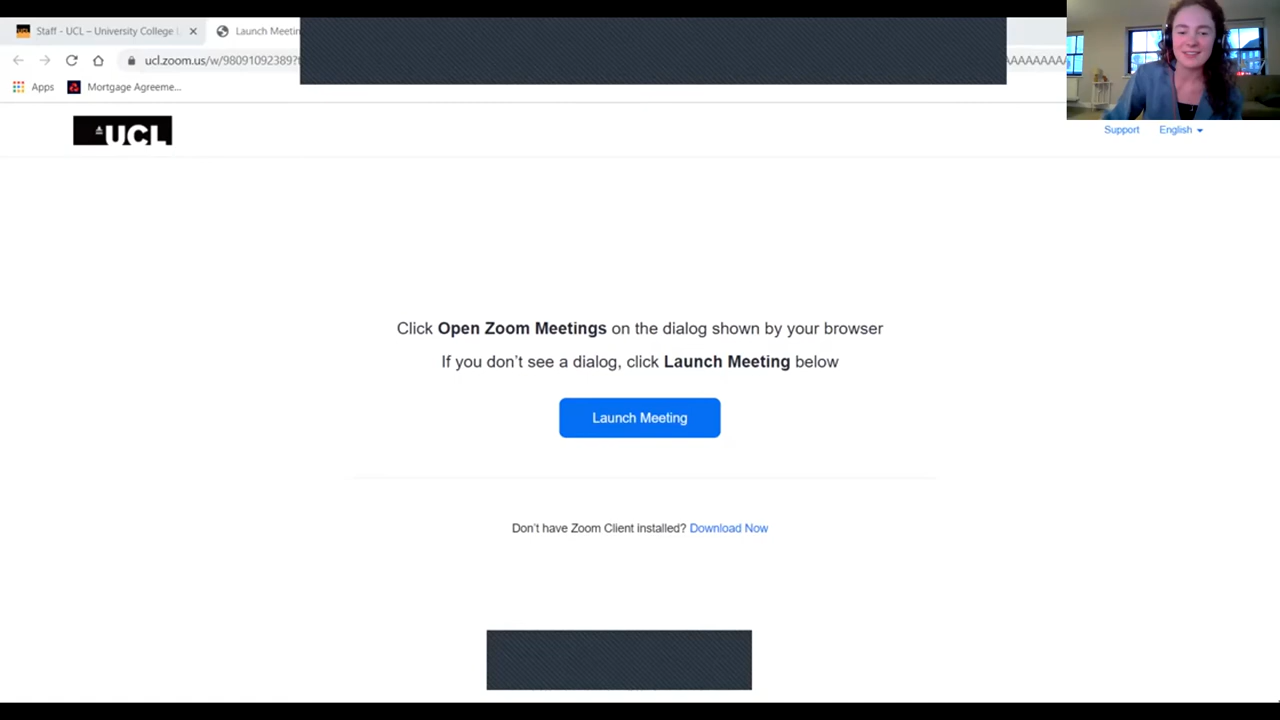 Staff - UCL – University College
Launch Meetin
ucl.zoom.us/w/98091092389?
AAAAAAAAA
Apps
Mortgage Agreeme...
UCL
Support
English
Click Open Zoom Meetings on the dialog shown by your browser
If you don't see a dialog, click Launch Meeting below
Launch Meeting
Don't have Zoom Client installed? Download Now